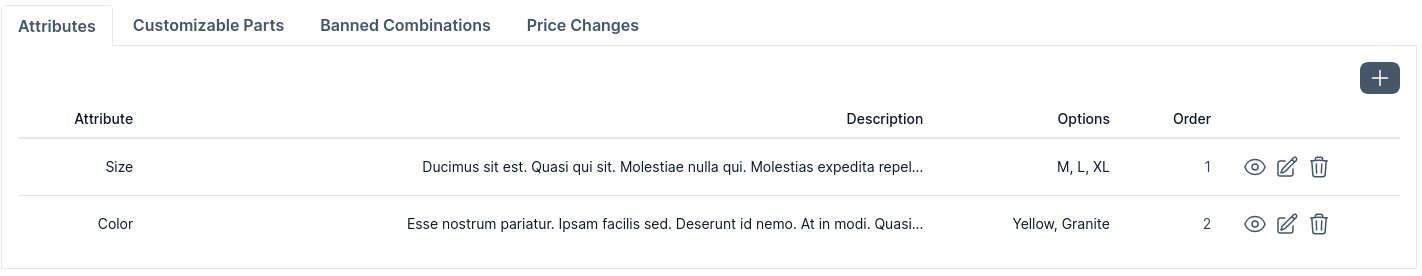 Attributes Customizable Parts Banned Combinations Price Changes
Attribute Description Options Order
Size Ducimus sit est. Quasi qui sit. Molestiae nulla qui. Molestias expedita repel... M, L, XL 1
Color Esse nostrum pariatur. Ipsam facilis sed. Deserunt id nemo. At in modi. Quasi... Yellow, Granite 2